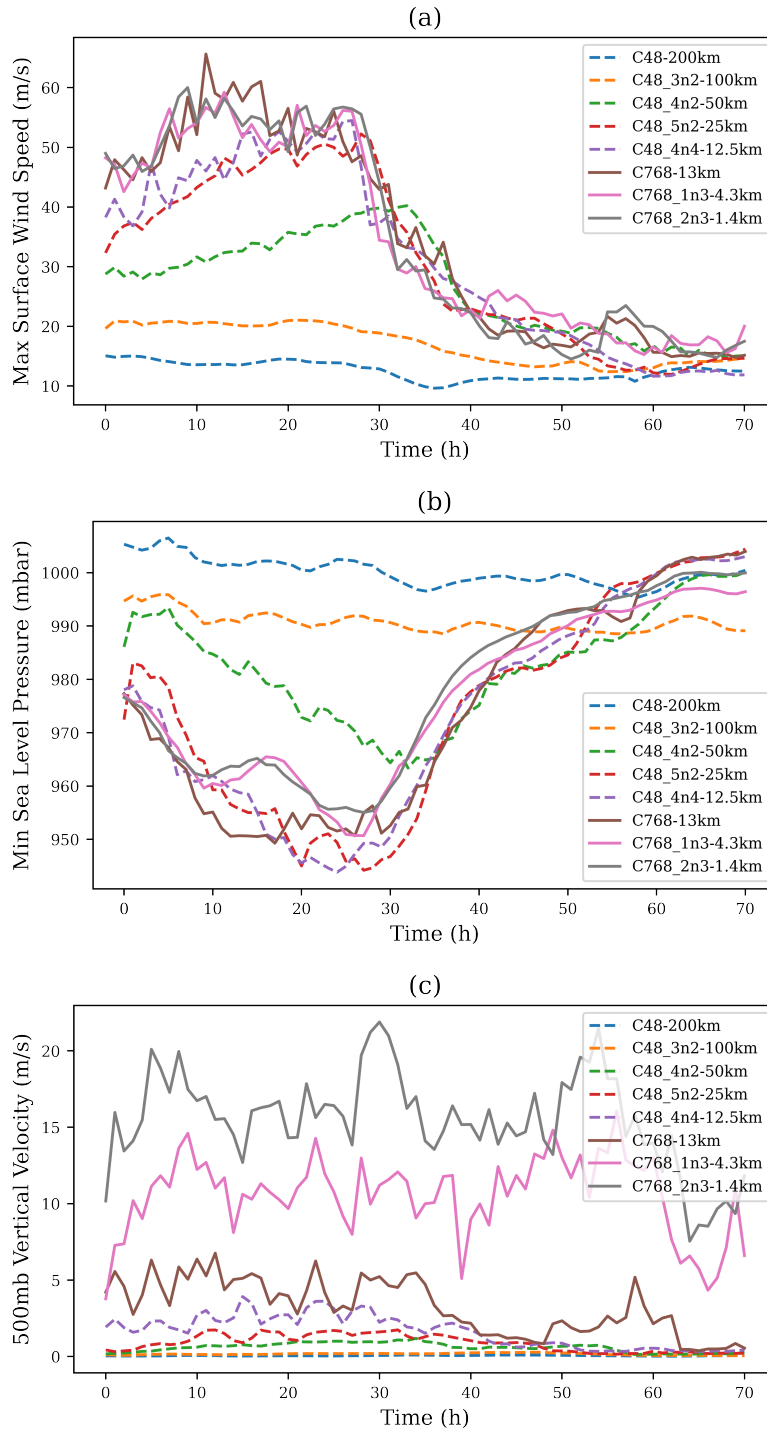 (a)
Max Surface Wind Speed (m/s)
60
50
40
30
20
10
C48-200km
C48_3n2-100km
C48_4n2-50km
C48_5n2-25km
C48_4n4-12.5km
C768-13km
C768_1n3-4.3km
C768_2n3-1.4km
0 10 20 30 40 50 60 70
Time (h)
(b)
Min Sea Level Pressure (mbar)
1000
990
980
970
960
950
C48-200km
C48_3n2-100km
C48_4n2-50km
C48_5n2-25km
C48_4n4-12.5km
C768-13km
C768_1n3-4.3km
C768_2n3-1.4km
0 10 20 30 40 50 60 70
Time (h)
(c)
500mb Vertical Velocity (m/s)
20
15
10
5
0
C48-200km
C48_3n2-100km
C48_4n2-50km
C48_5n2-25km
C48_4n4-12.5km
C768-13km
C768_1n3-4.3km
C768_2n3-1.4km
0 10 20 30 40 50 60 70
Time (h)